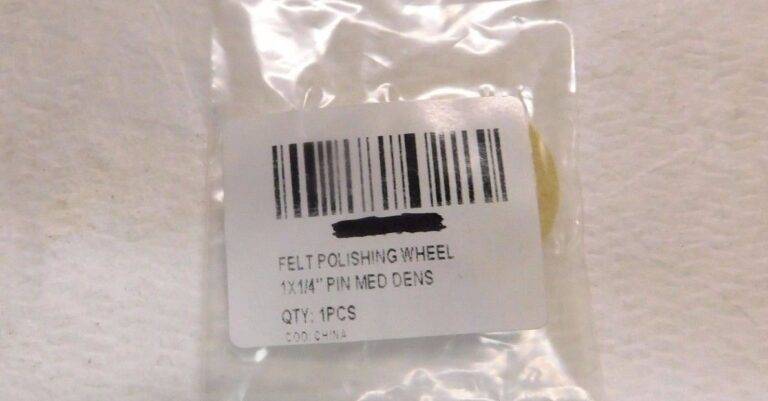 FELT POLISHING WHEEL
1X1/4" PIN MED DENS
QTY: 1PCS
COO: CHINA